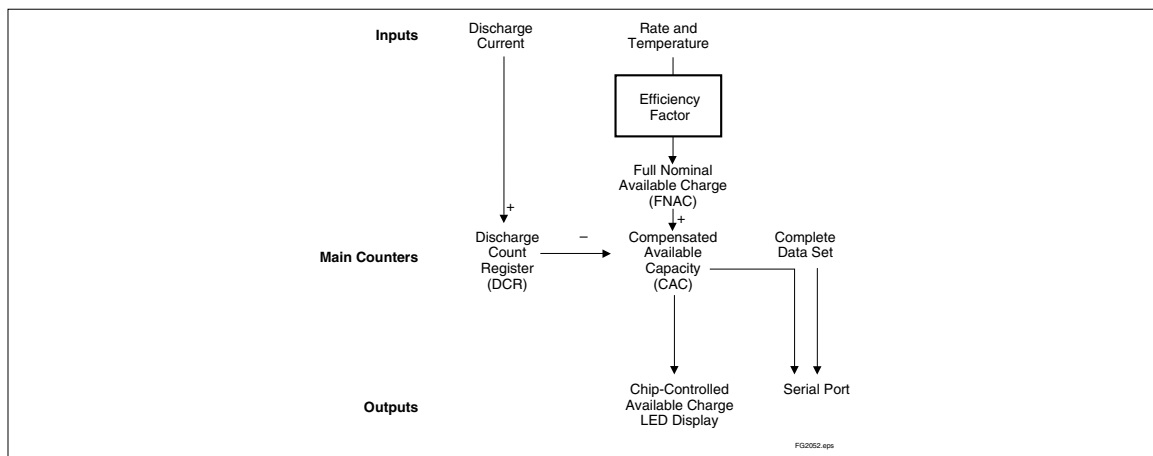 Inputs
Discharge
Current
Rate and
Temperature
Efficiency
Factor
Full Nominal
Available Charge
(FNAC)
+
+
Main Counters
Discharge
Count
Register
(DCR)
–
Compensated
Available
Capacity
(CAC)
Complete
Data Set
Outputs
Chip-Controlled
Available Charge
LED Display
Serial Port
FG2052.eps